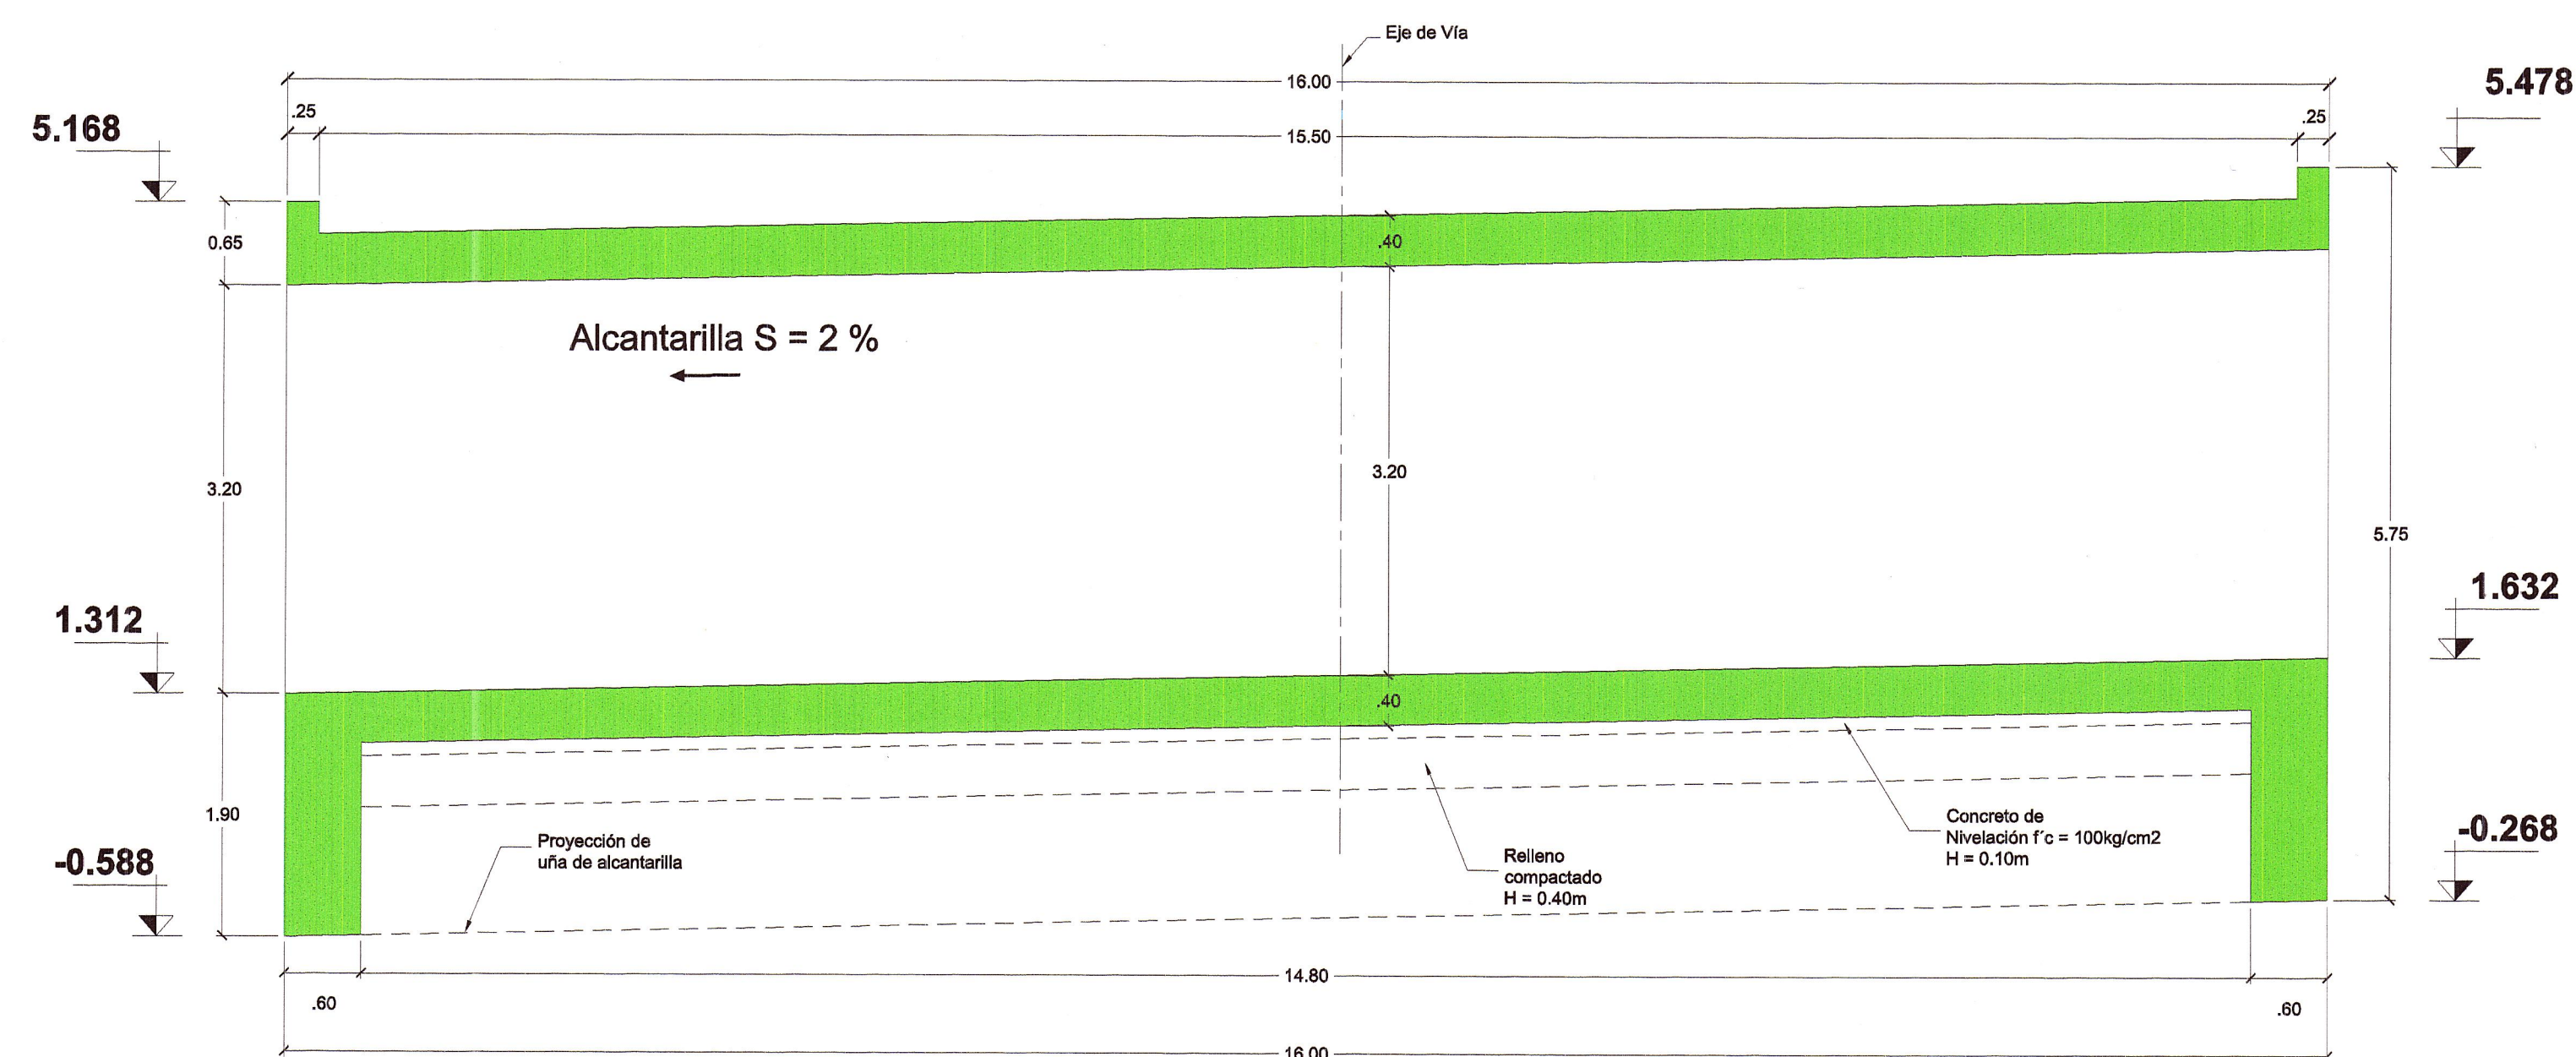 Eje de Vía
16.00
5.478
.25
.25
5.168
15.50
0.65
.40
Alcantarilla S = 2 %
3.20
3.20
5.75
1.632
1.312
.40
1.90
Concreto de
Nivelación f´c = 100kg/cm2
H = 0.10m
-0.268
Proyección de
uña de alcantarilla
-0.588
Relleno
compactado
H = 0.40m
14.80
.60
.60
16.00